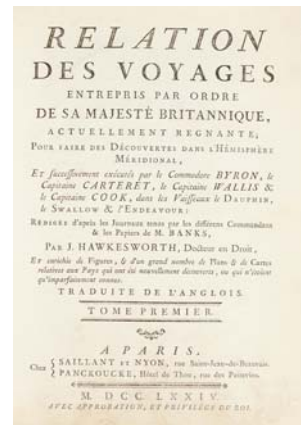 RELATION
DES VOYAGES
ENTREPRIS PAR ORDRE
DE SA MAJESTÉ BRITANNIQUE,
ACTUELLEMENT REGNANTE;
POUR FAIRE DES DÉCOUVERTES DANS L'HÉMISPHÈRE
MÉRIDIONAL,
Et successivement exécutés par le Commodore BYRON, le
Capitaine CARTERET, le Capitaine WALLIS &
le Capitaine COOK, dans les Vaisseaux le DAUPHIN,
le SWALLOW & l'ENDEAVOUR:
RÉDIGÉE d'après les Journaux tenus par les différens Commandans
& les Papiers de M. BANKS,
PAR J. HAWKESWORTH, Docteur en Droit,
Et enrichie de Figures, & d'un grand nombre de Plans & de Cartes
relatives aux Pays qui ont été nouvellement découverts, ou qui n'étoient
qu'imparfaitement connus.
TRADUITE DE L'ANGLOIS.
TOME PREMIER.
A PARIS,
Chez { SAILLANT ET NYON, rue Saint-Jean-de-Beauvais.
PANCKOUCKE, Hôtel de Thou, rue des Poitevins.
M. DCC. LXXIV.
AVEC APPROBATION, ET PRIVILÉGE DU ROI.